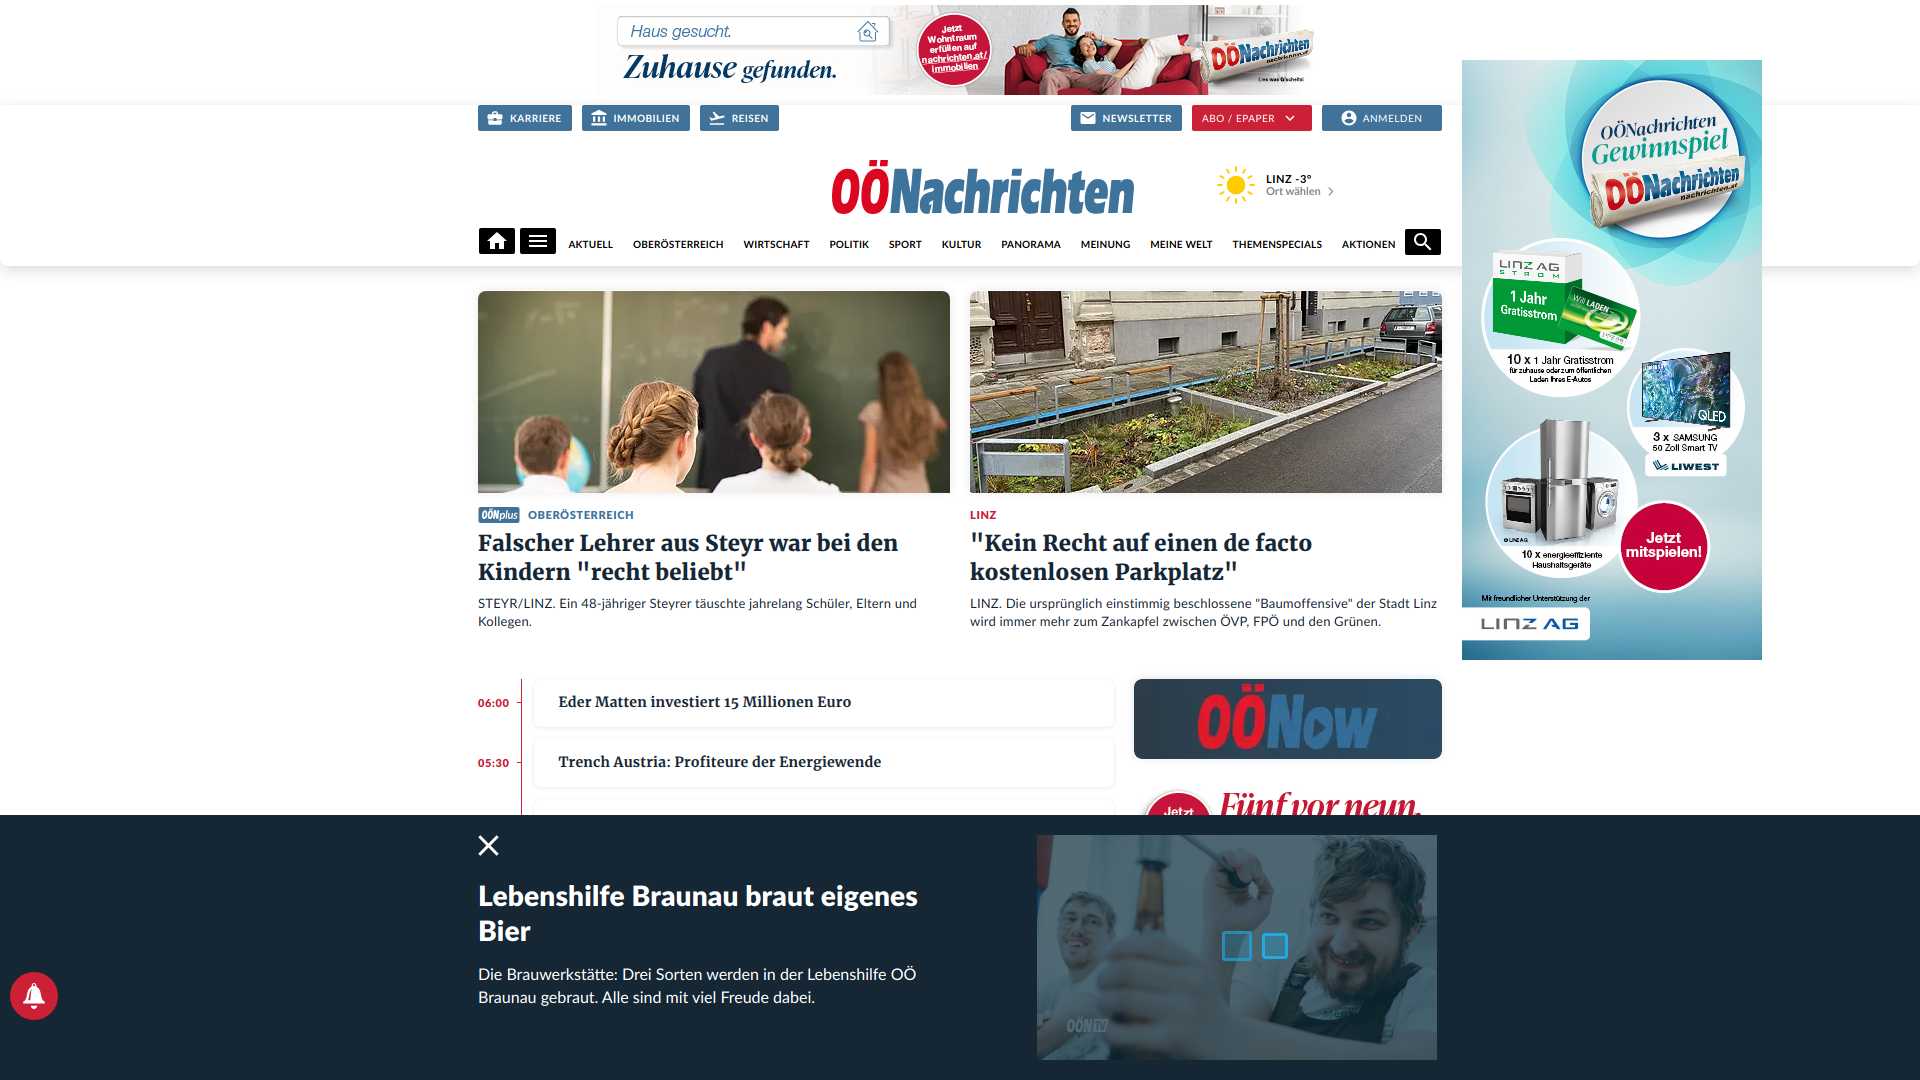 Haus gesucht.
Zuhause gefunden.
Jetzt
Wohntraum
erfüllen auf
nachrichten.at/
immobilien
OÖNachrichten
KARRIERE
IMMOBILIEN
REISEN
NEWSLETTER
ABO / EPAPER
ANMELDEN
OÖNachrichten
LINZ -3°
Ort wählen
AKTUELL
OBERÖSTERREICH
WIRTSCHAFT
POLITIK
SPORT
KULTUR
PANORAMA
MEINUNG
MEINE WELT
THEMENSPECIALS
AKTIONEN
OÖNplus OBERÖSTERREICH
Falscher Lehrer aus Steyr war bei den
Kindern "recht beliebt"
STEYR/LINZ. Ein 48-jähriger Steyrer täuschte jahrelang Schüler, Eltern und
Kollegen.
LINZ
"Kein Recht auf einen de facto
kostenlosen Parkplatz"
LINZ. Die ursprünglich einstimmig beschlossene "Baumoffensive" der Stadt Linz
wird immer mehr zum Zankapfel zwischen ÖVP, FPÖ und den Grünen.
OÖNachrichten
Gewinnspiel
OÖNachrichten
nachrichten.at
LINZ AG
STROM
1 Jahr
Gratisstrom
Will LADEN
10 x 1 Jahr Gratisstrom
für zuhause oder zum öffentlichen
Laden Ihres E-Autos
QLED
3 x SAMSUNG
50 Zoll Smart TV
LIWEST
© LINZ AG
10 x energieeffiziente
Haushaltsgeräte
Jetzt
mitspielen!
Mit freundlicher Unterstützung der
LINZ AG
06:00
Eder Matten investiert 15 Millionen Euro
05:30
Trench Austria: Profiteure der Energiewende
OÖNow
Jetzt
Fünf vor neun.
Lebenshilfe Braunau braut eigenes
Bier
Die Brauwerkstätte: Drei Sorten werden in der Lebenshilfe OÖ
Braunau gebraut. Alle sind mit viel Freude dabei.
OÖN TV